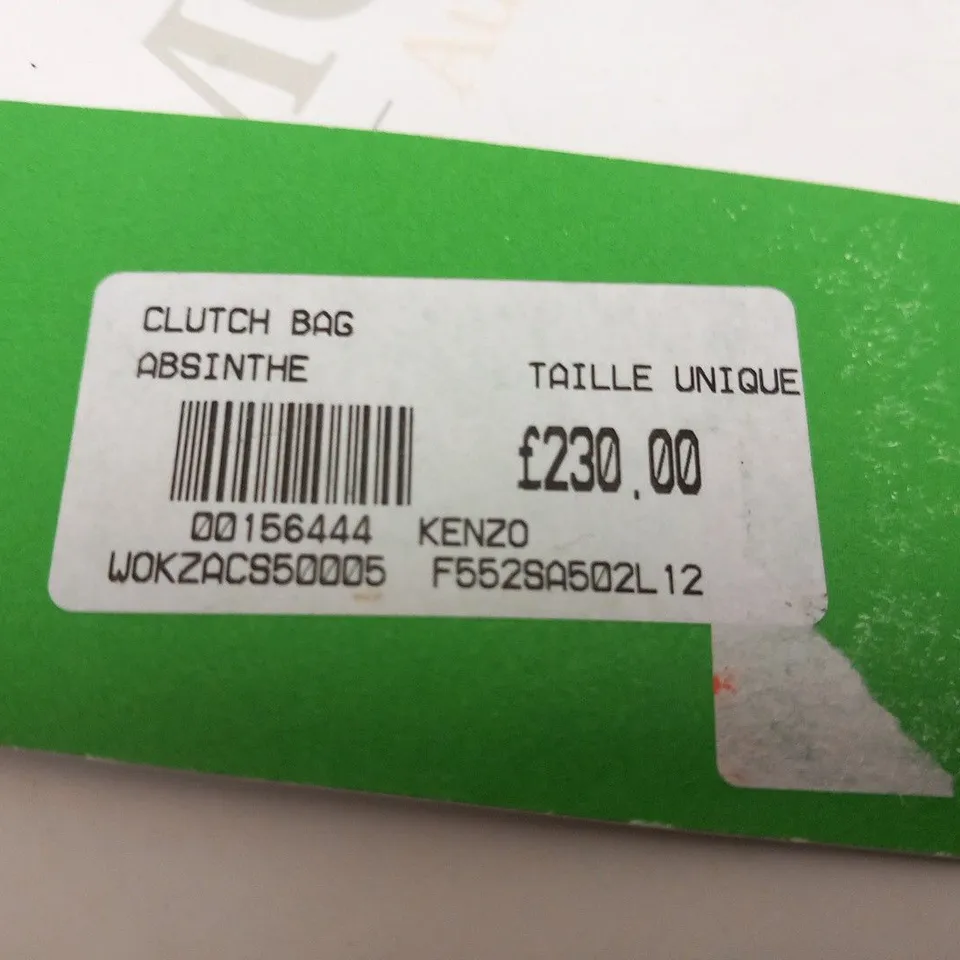 CLUTCH BAG
ABSINTHE TAILLE UNIQUE
£230.00
00156444 KENZO
WOKZACS50005 F552SA502L12